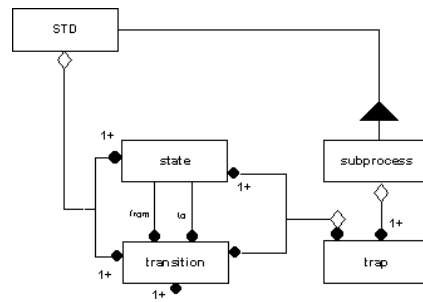 STD
1+
state
1+
subprocess
from
to
1+
1+
transition
trap
1+